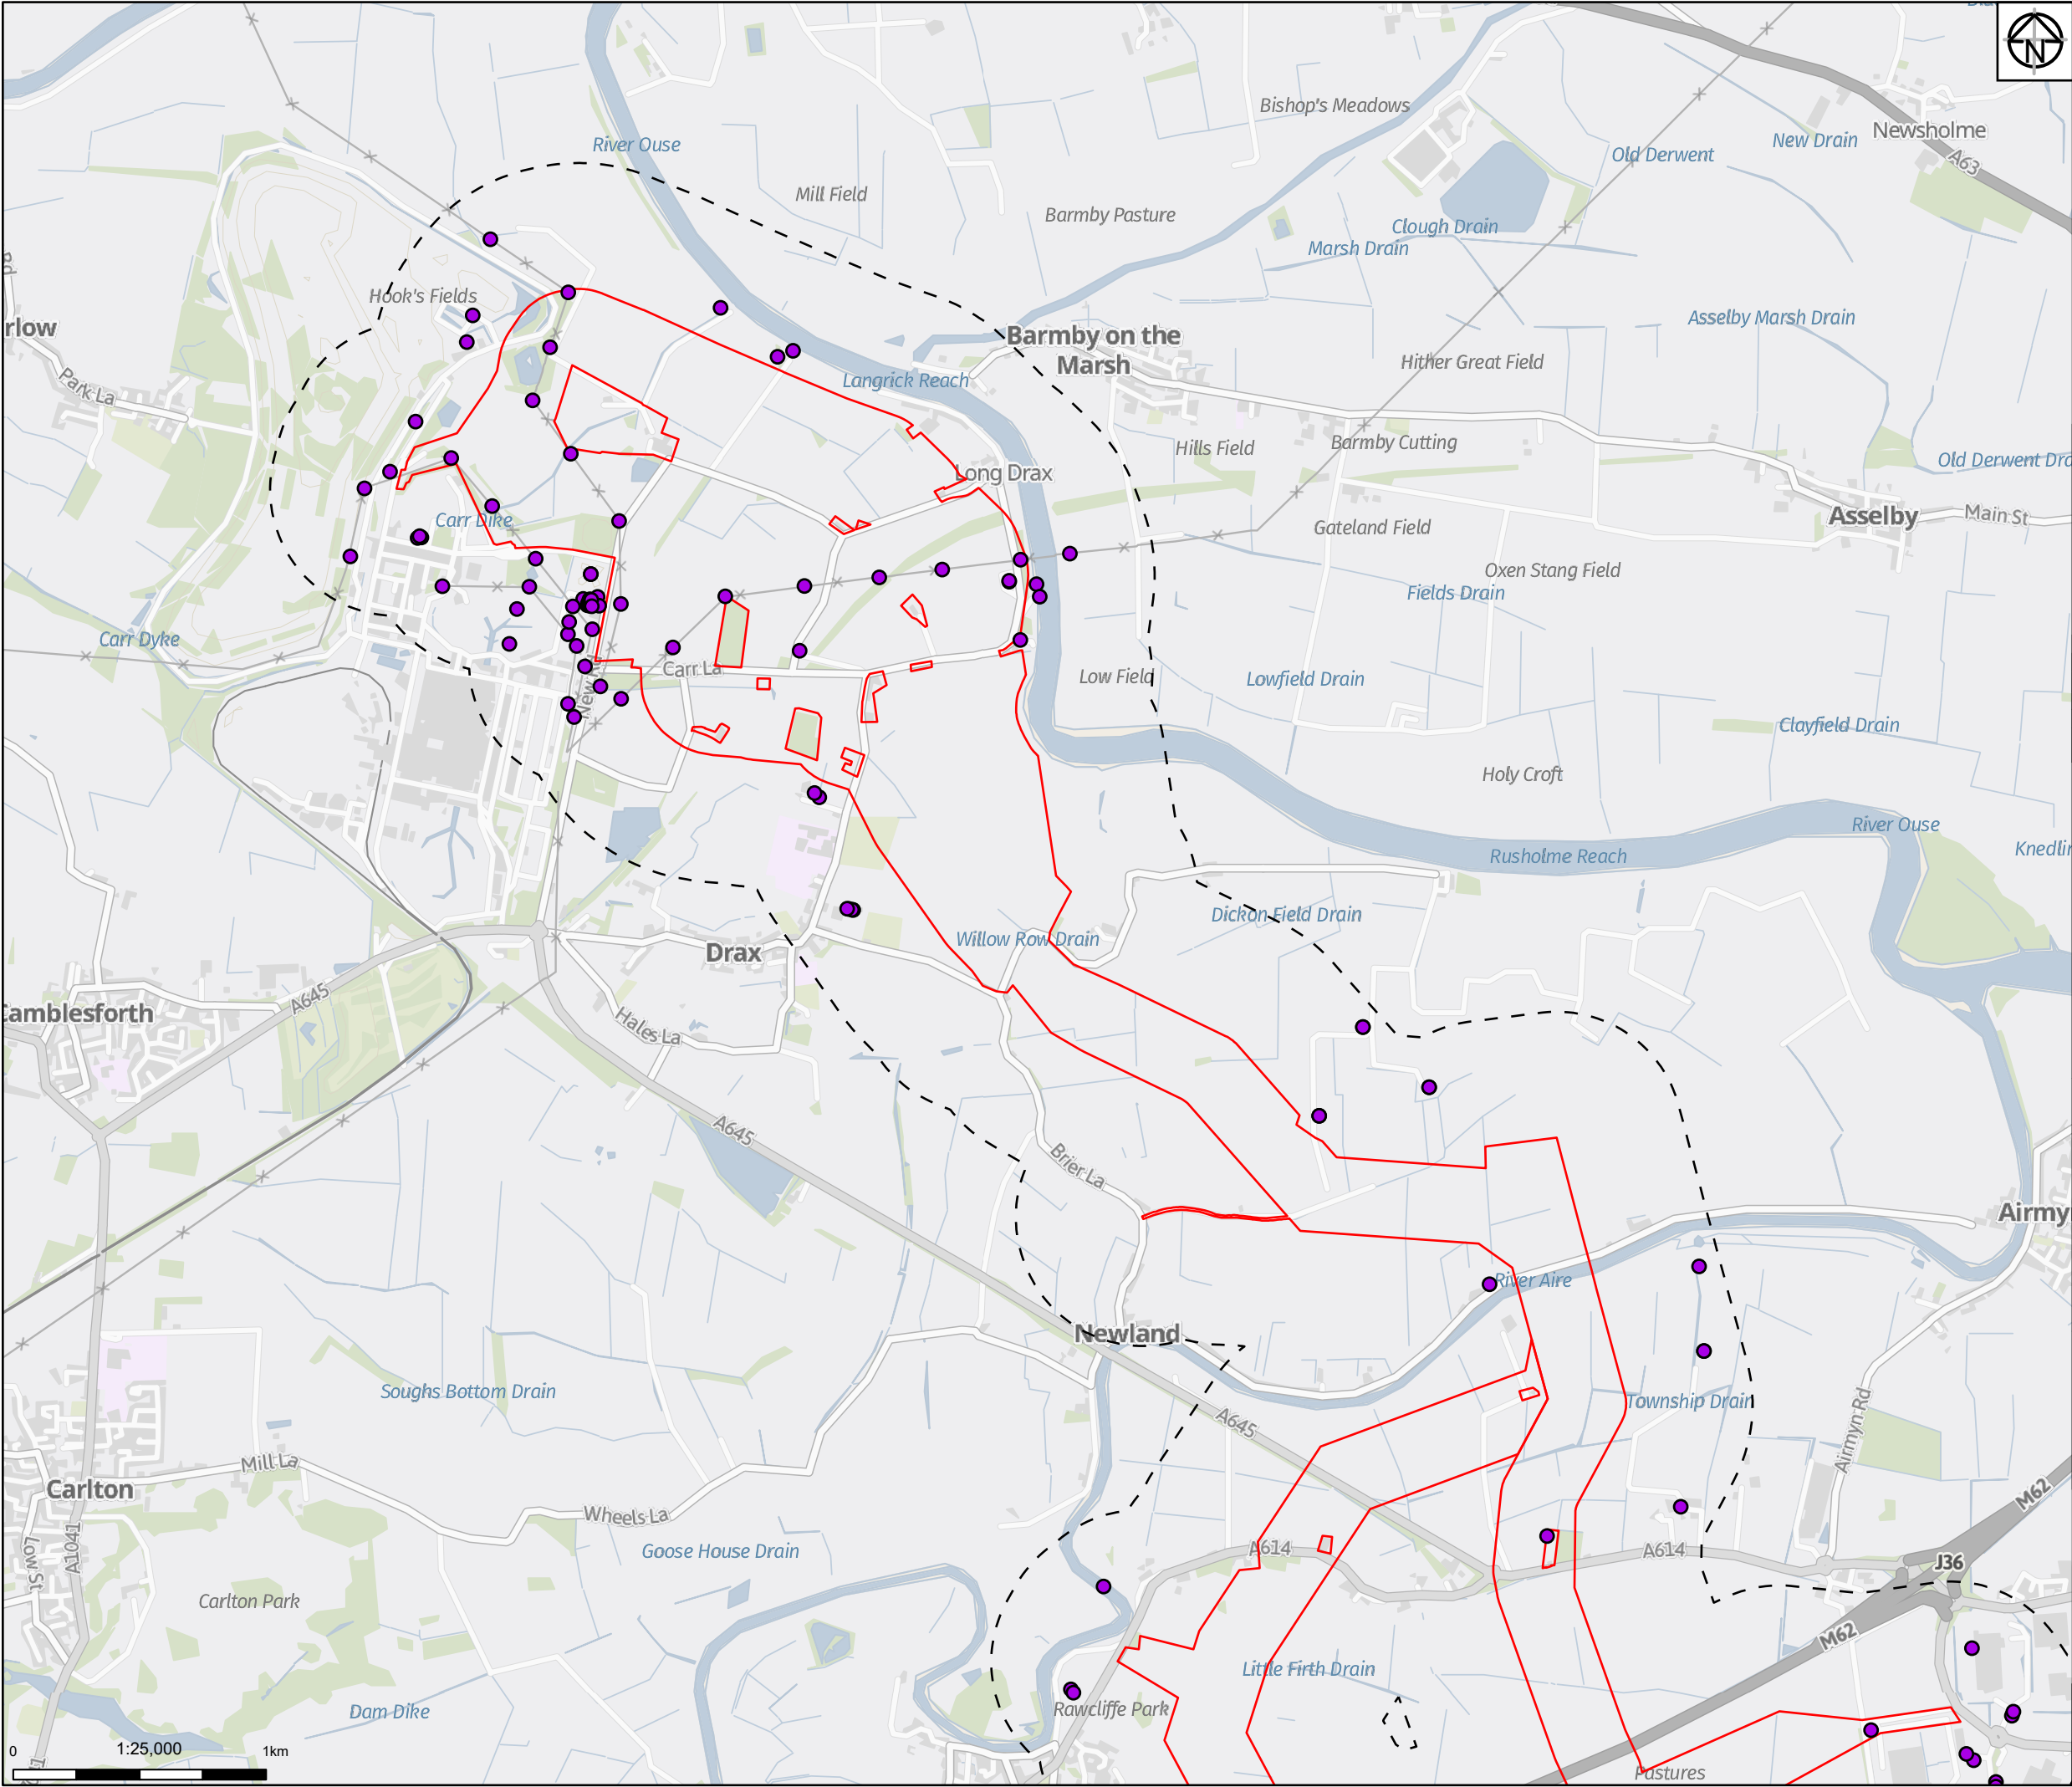 N
Bishop's Meadows
Newsholme
New Drain
River Ouse
Old Derwent
A63
Mill Field
Barmby Pasture
Clough Drain
Marsh Drain
Hook's Fields
Asselby Marsh Drain
rlow
Barmby on the
Marsh
Hither Great Field
Park La
Langrick Reach
Hills Field
Barmby Cutting
Old Derwent Dra
Long Drax
Carr Dike
Asselby
Main St
Gateland Field
Oxen Stang Field
Fields Drain
Carr Dyke
Carr La
Low Field
Lowfield Drain
Clayfield Drain
Holy Croft
River Ouse
Rusholme Reach
Dickon Field Drain
Willow Row Drain
Drax
A645
Camblesforth
Hales La
A645
Brier La
Airmy
River Aire
Newland
Soughs Bottom Drain
Township Drain
A645
Airmyn Rd
Mill La
Carlton
M62
Wheels La
A1041
Low St
Goose House Drain
A614
A614
J36
Carlton Park
M62
Little Firth Drain
Dam Dike
Rawcliffe Park
0
1:25,000
1km
Pastures